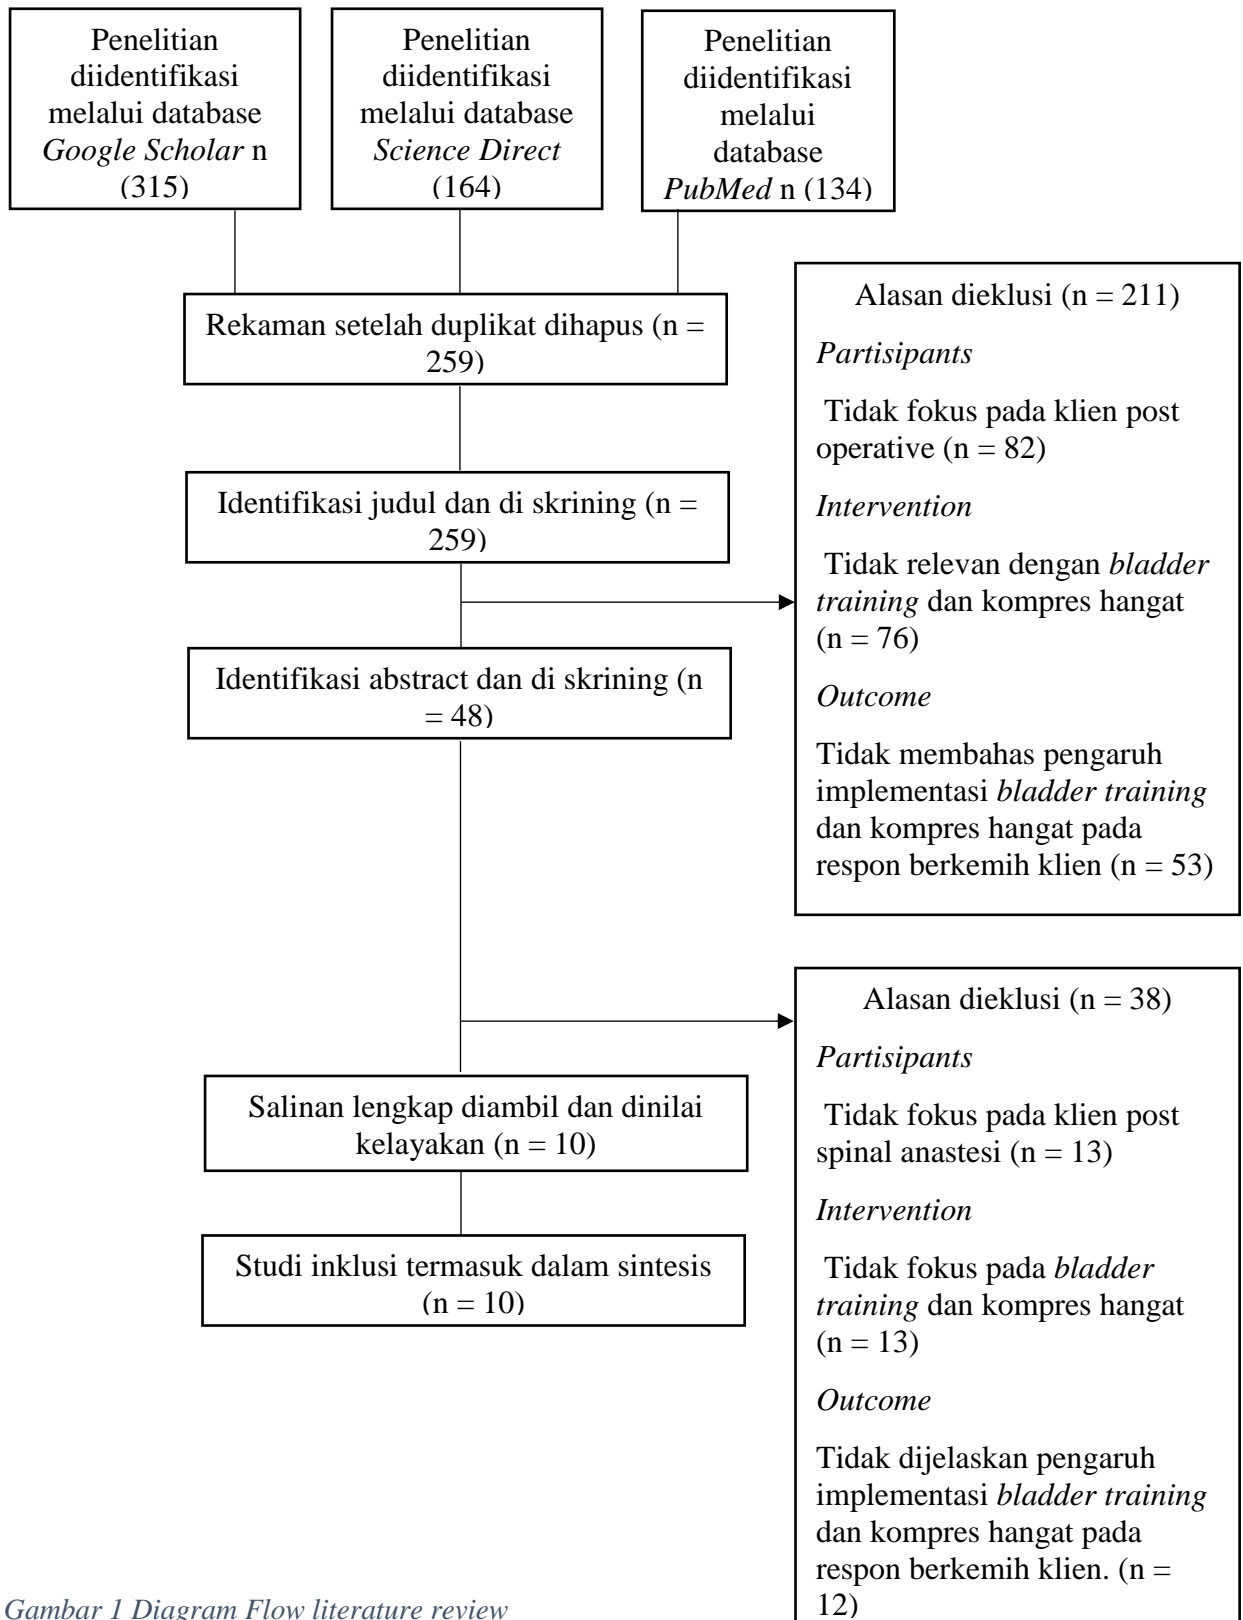 Penelitian
diidentifikasi
melalui database
Google Scholar n
(315)
Penelitian
diidentifikasi
melalui database
Science Direct
(164)
Penelitian
diidentifikasi
melalui
database
PubMed n (134)
Rekaman setelah duplikat dihapus (n =
259)
Identifikasi judul dan di skrining (n =
259)
Alasan dieklusi (n = 211)
Partisipants
Tidak fokus pada klien post
operative (n = 82)
Intervention
Tidak relevan dengan bladder
training dan kompres hangat
(n = 76)
Outcome
Tidak membahas pengaruh
implementasi bladder training
dan kompres hangat pada
respon berkemih klien (n = 53)
Identifikasi abstract dan di skrining (n
= 48)
Alasan dieklusi (n = 38)
Partisipants
Tidak fokus pada klien post
spinal anastesi (n = 13)
Intervention
Tidak fokus pada bladder
training dan kompres hangat
(n = 13)
Outcome
Tidak dijelaskan pengaruh
implementasi bladder training
dan kompres hangat pada
respon berkemih klien. (n =
12)
Salinan lengkap diambil dan dinilai
kelayakan (n = 10)
Studi inklusi termasuk dalam sintesis
(n = 10)
Gambar 1 Diagram Flow literature review